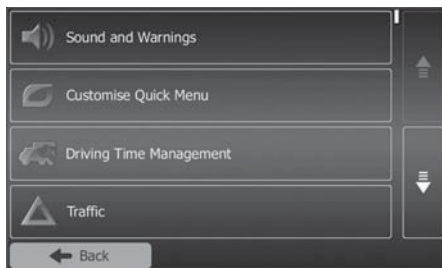 Sound and Warnings
Customise Quick Menu
Driving Time Management
Traffic
Back